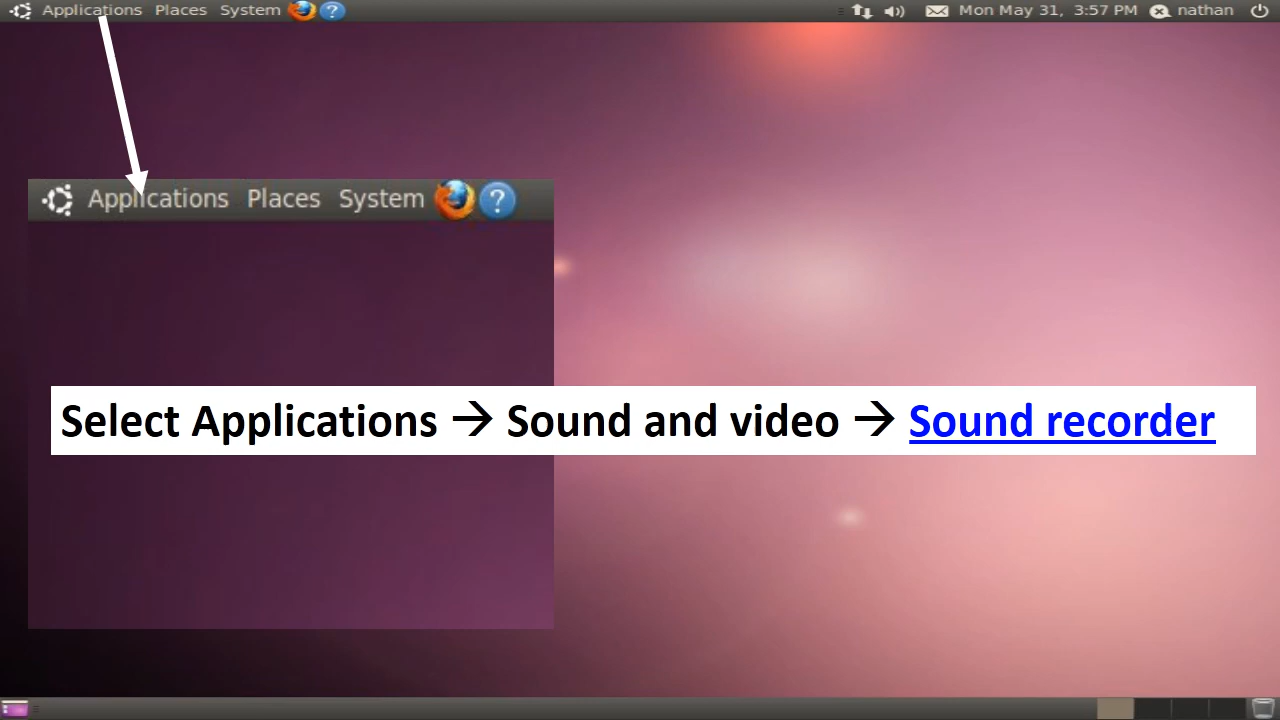 Applications Places System ? Mon May 31, 3:57 PM nathan
Applications Places System ?
Select Applications → Sound and video → Sound recorder